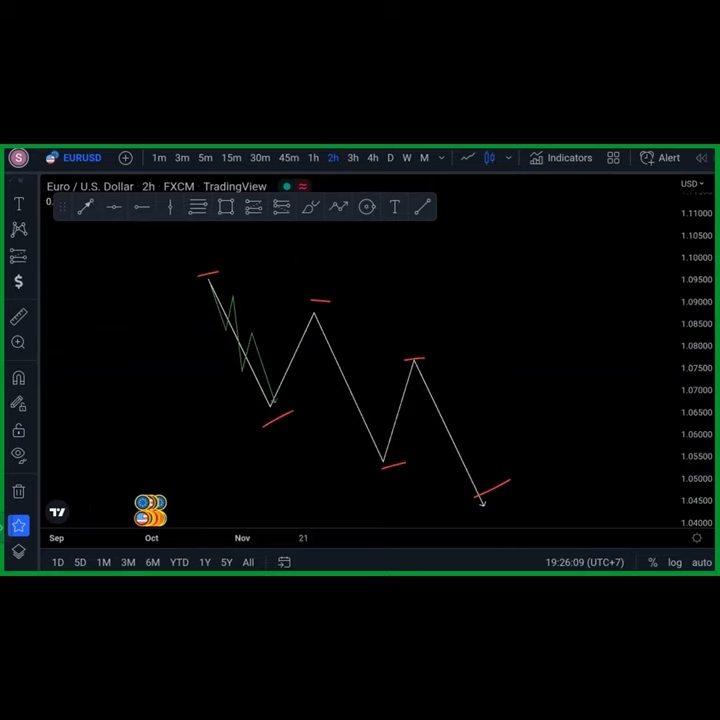 S EURUSD 1m 3m 5m 15m 30m 45m 1h 2h 3h 4h D W M Indicators Alert
Euro / U.S. Dollar · 2h · FXCM · TradingView
USD
0.
T
$
T
1.11000
1.10500
1.10000
1.09500
1.09000
1.08500
1.08000
1.07500
1.07000
1.06500
1.06000
1.05500
1.05000
1.04500
1.04000
Sep Oct Nov 21
1D 5D 1M 3M 6M YTD 1Y 5Y All 19:26:09 (UTC+7) % log auto